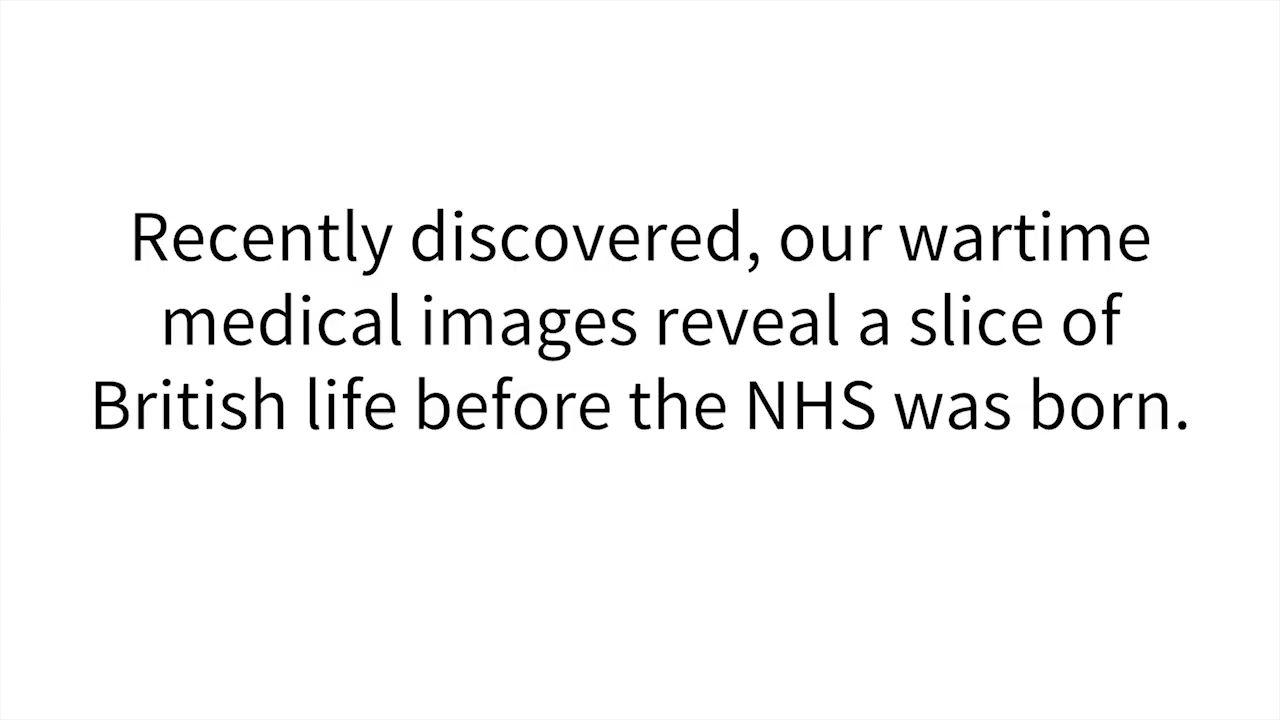 Recently discovered, our wartime
medical images reveal a slice of
British life before the NHS was born.